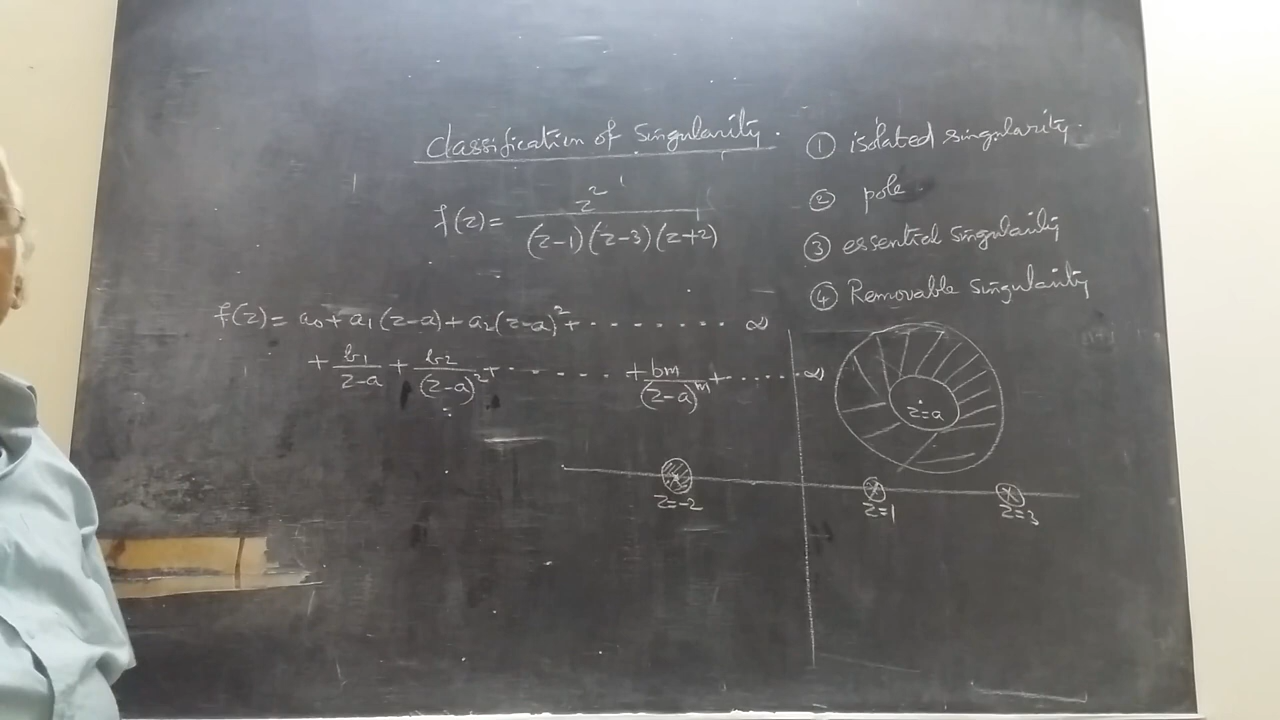 classification of Singularity.
f(z) = z² / (z-1)(z-3)(z+2)
① isolated singularity.
② pole.
③ essential singularity
④ Removable Singularity
f(z) = a₀ + a₁(z-a) + a₂(z-a)² + - - - - - - - ∞
+ b₁/(z-a) + b₂/(z-a)² + - - - - - - + bm/(z-a)ᵐ + - - - - - ∞
z=a
z=-2
z=1
z=3